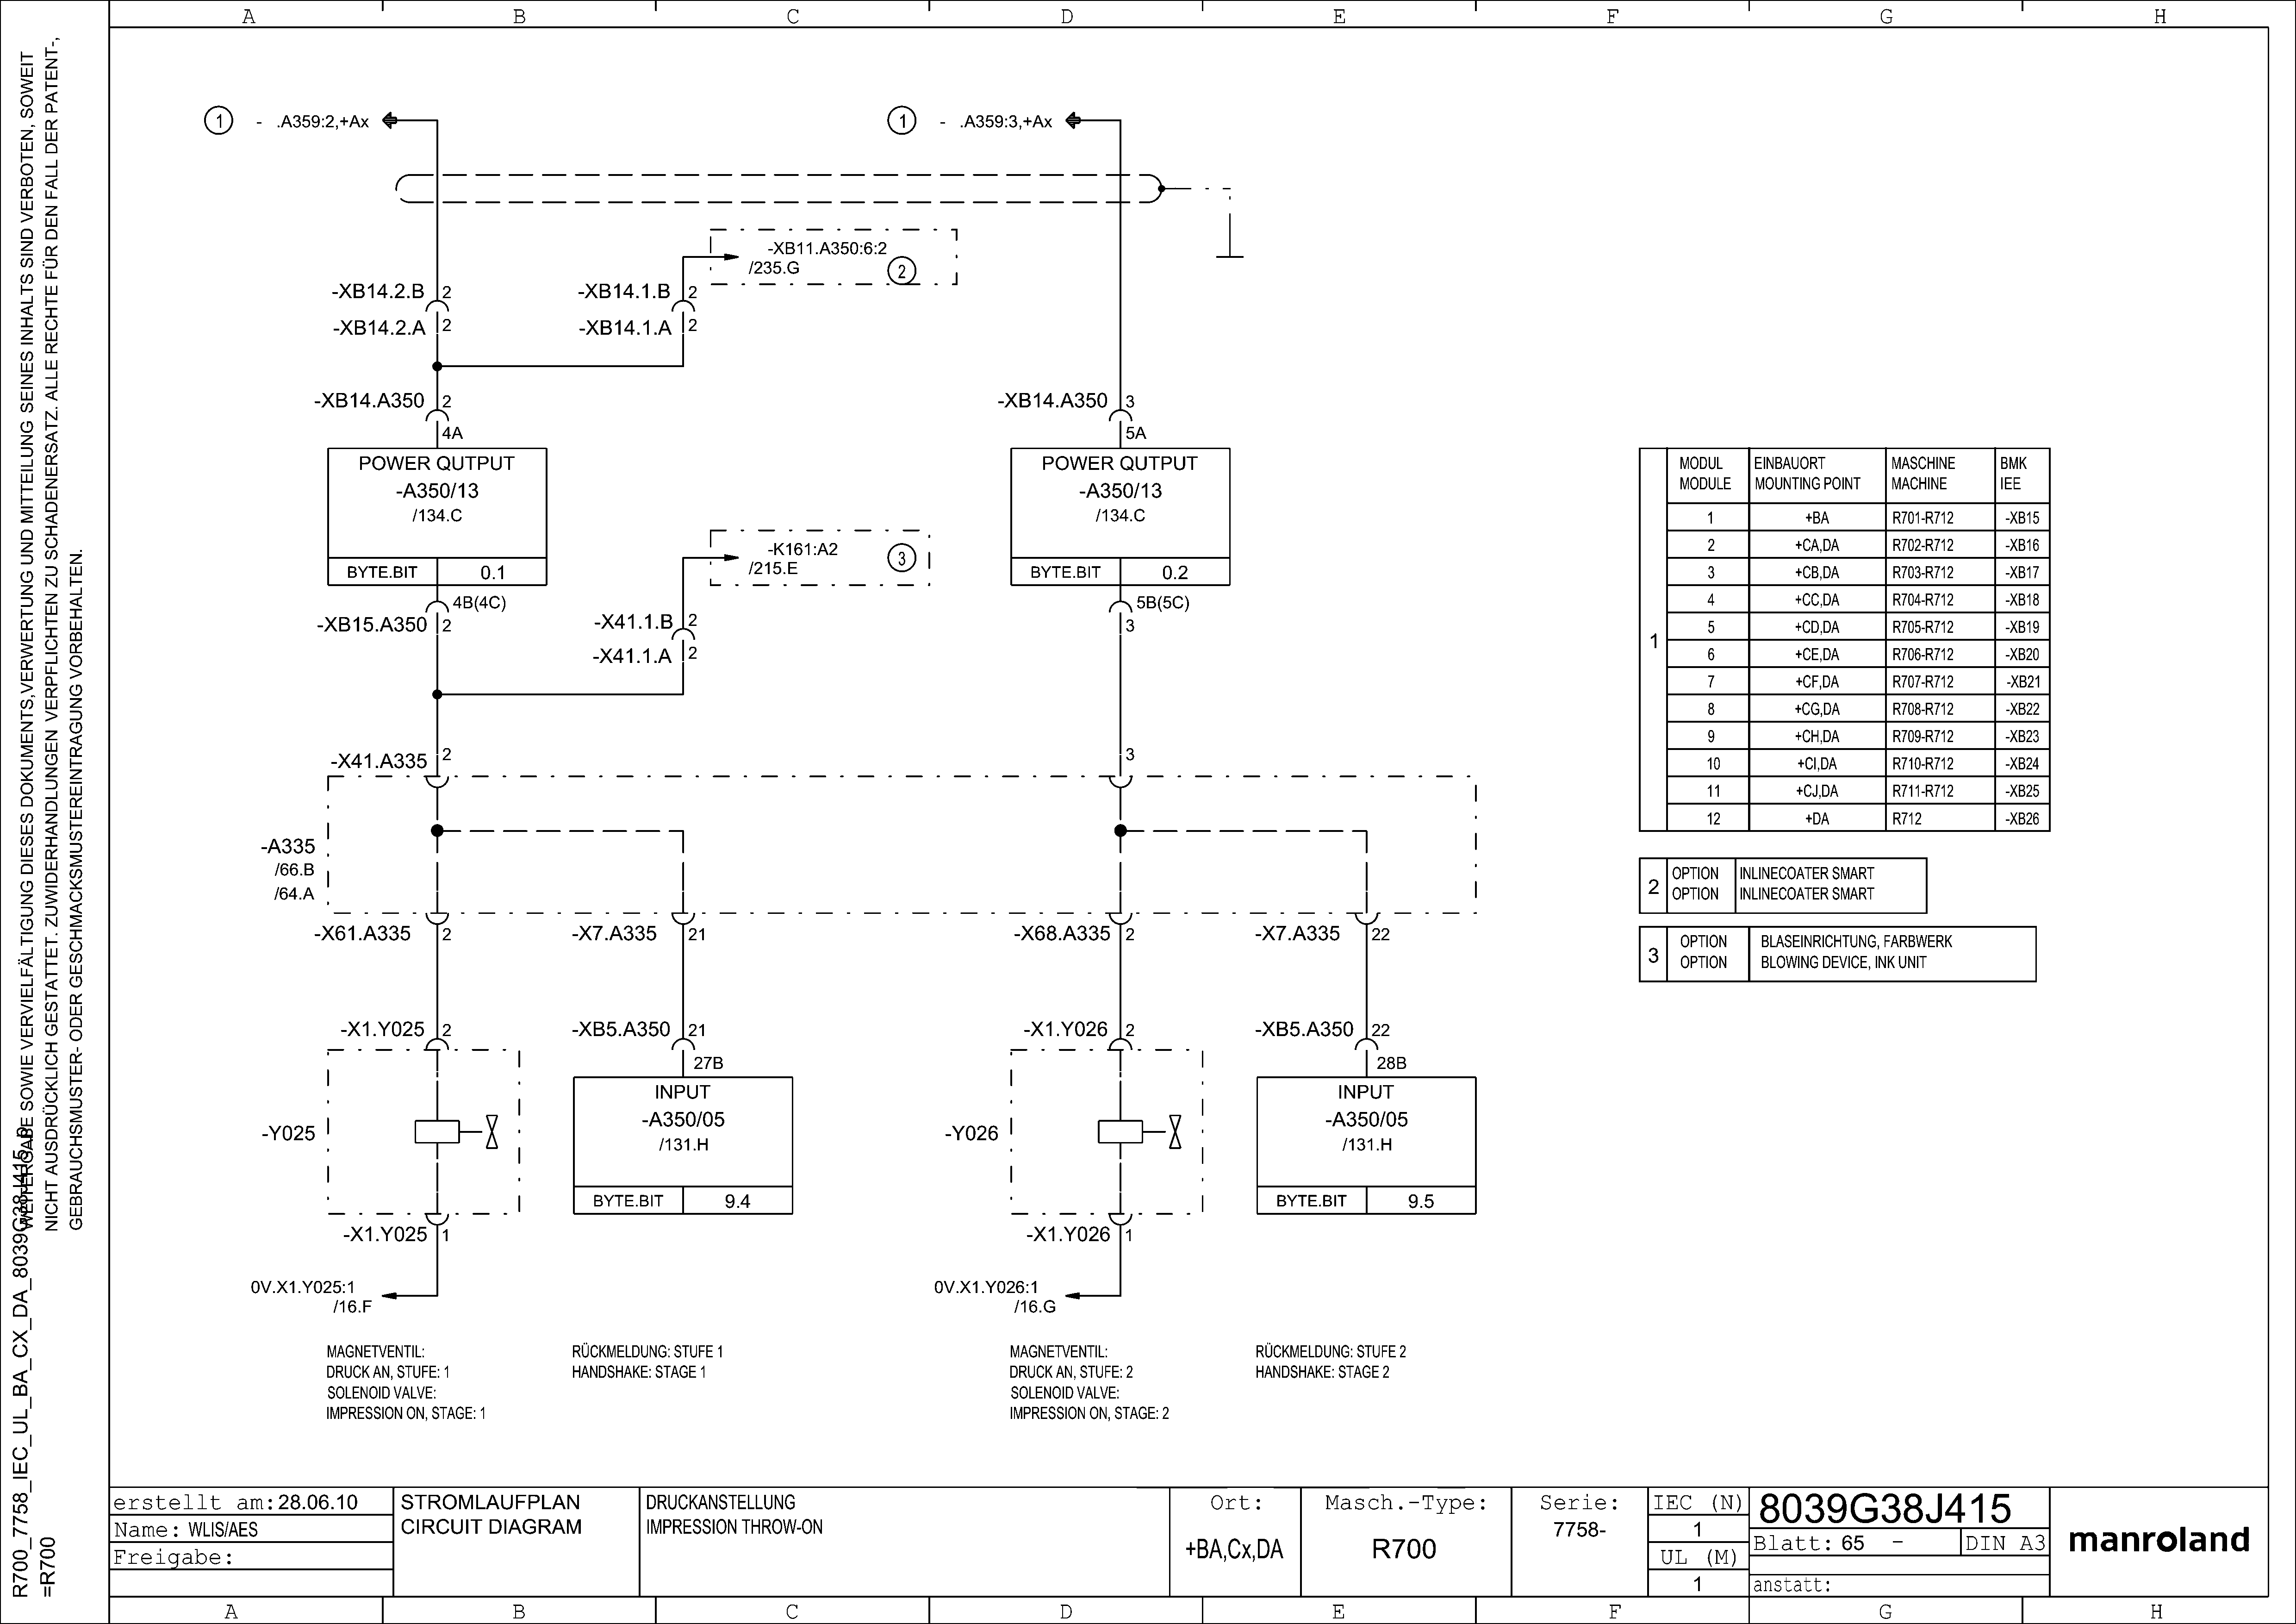 A B C D E F G H
WEITERGABE SOWIE VERVIELFÄLTIGUNG DIESES DOKUMENTS,VERWERTUNG UND MITTEILUNG SEINES INHALTS SIND VERBOTEN, SOWEIT
NICHT AUSDRÜCKLICH GESTATTET. ZUWIDERHANDLUNGEN VERPFLICHTEN ZU SCHADENERSATZ. ALLE RECHTE FÜR DEN FALL DER PATENT-,
GEBRAUCHSMUSTER- ODER GESCHMACKSMUSTEREINTRAGUNG VORBEHALTEN.
R700_7758_IEC_UL_BA_CX_DA_8039G38J415_D
=R700
1 - .A359:2,+Ax
1 - .A359:3,+Ax
-XB11.A350:6:2
/235.G
2
-XB14.2.B 2
-XB14.1.B 2
-XB14.2.A 2
-XB14.1.A 2
-XB14.A350 2
-XB14.A350 3
4A
5A
POWER QUTPUT
-A350/13
/134.C
BYTE.BIT 0.1
POWER QUTPUT
-A350/13
/134.C
BYTE.BIT 0.2
-K161:A2
/215.E
3
4B(4C)
5B(5C)
-XB15.A350 2
3
-X41.1.B 2
-X41.1.A 2
-X41.A335 2
3
-A335
/66.B
/64.A
-X61.A335 2
-X7.A335 21
-X68.A335 2
-X7.A335 22
-X1.Y025 2
-XB5.A350 21
-X1.Y026 2
-XB5.A350 22
27B
28B
-Y025
INPUT
-A350/05
/131.H
BYTE.BIT 9.4
-Y026
INPUT
-A350/05
/131.H
BYTE.BIT 9.5
-X1.Y025 1
-X1.Y026 1
0V.X1.Y025:1
/16.F
0V.X1.Y026:1
/16.G
MAGNETVENTIL:
DRUCK AN, STUFE: 1
SOLENOID VALVE:
IMPRESSION ON, STAGE: 1
RÜCKMELDUNG: STUFE 1
HANDSHAKE: STAGE 1
MAGNETVENTIL:
DRUCK AN, STUFE: 2
SOLENOID VALVE:
IMPRESSION ON, STAGE: 2
RÜCKMELDUNG: STUFE 2
HANDSHAKE: STAGE 2
1
MODUL EINBAUORT MASCHINE BMK
MODULE MOUNTING POINT MACHINE IEE
1 +BA R701-R712 -XB15
2 +CA,DA R702-R712 -XB16
3 +CB,DA R703-R712 -XB17
4 +CC,DA R704-R712 -XB18
5 +CD,DA R705-R712 -XB19
6 +CE,DA R706-R712 -XB20
7 +CF,DA R707-R712 -XB21
8 +CG,DA R708-R712 -XB22
9 +CH,DA R709-R712 -XB23
10 +CI,DA R710-R712 -XB24
11 +CJ,DA R711-R712 -XB25
12 +DA R712 -XB26
2
OPTION INLINECOATER SMART
OPTION INLINECOATER SMART
3
OPTION BLASEINRICHTUNG, FARBWERK
OPTION BLOWING DEVICE, INK UNIT
erstellt am: 28.06.10
Name: WLIS/AES
Freigabe:
STROMLAUFPLAN
CIRCUIT DIAGRAM
DRUCKANSTELLUNG
IMPRESSION THROW-ON
Ort:
+BA,Cx,DA
Masch.-Type:
R700
Serie:
7758-
IEC (N)
1
UL (M)
1
8039G38J415
Blatt: 65 - DIN A3
anstatt:
manroland
A B C D E F G H